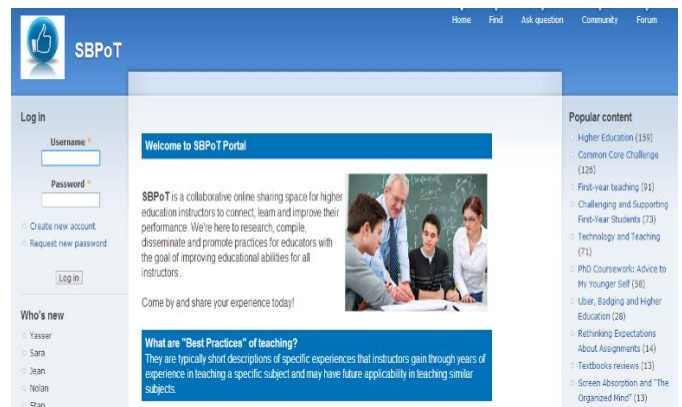 Home Find Ask question Community Forum
SBPoT
Log in
Username *
Password *
Create new account
Request new password
Log in
Who's new
Yasser
Sara
Jean
Nolan
Stan
Welcome to SBPoT Portal
SBPoT is a collaborative online sharing space for higher
education instructors to connect, learn and improve their
performance. We're here to research, compile,
disseminate and promote practices for educators with
the goal of improving educational abilities for all
instructors .
Come by and share your experience today!
What are "Best Practices" of teaching?
They are typically short descriptions of specific experiences that instructors gain through years of
experience in teaching a specific subject and may have future applicability in teaching similar
subjects.
Popular content
Higher Education (159)
Common Core Challenge
(126)
First-year teaching (91)
Challenging and Supporting
First-Year Students (73)
Technology and Teaching
(71)
PhD Coursework: Advice to
My Younger Self (58)
Uber, Badging and Higher
Education (28)
Rethinking Expectations
About Assignments (14)
Textbooks reviews (13)
Screen Absorption and "The
Organized Mind" (13)